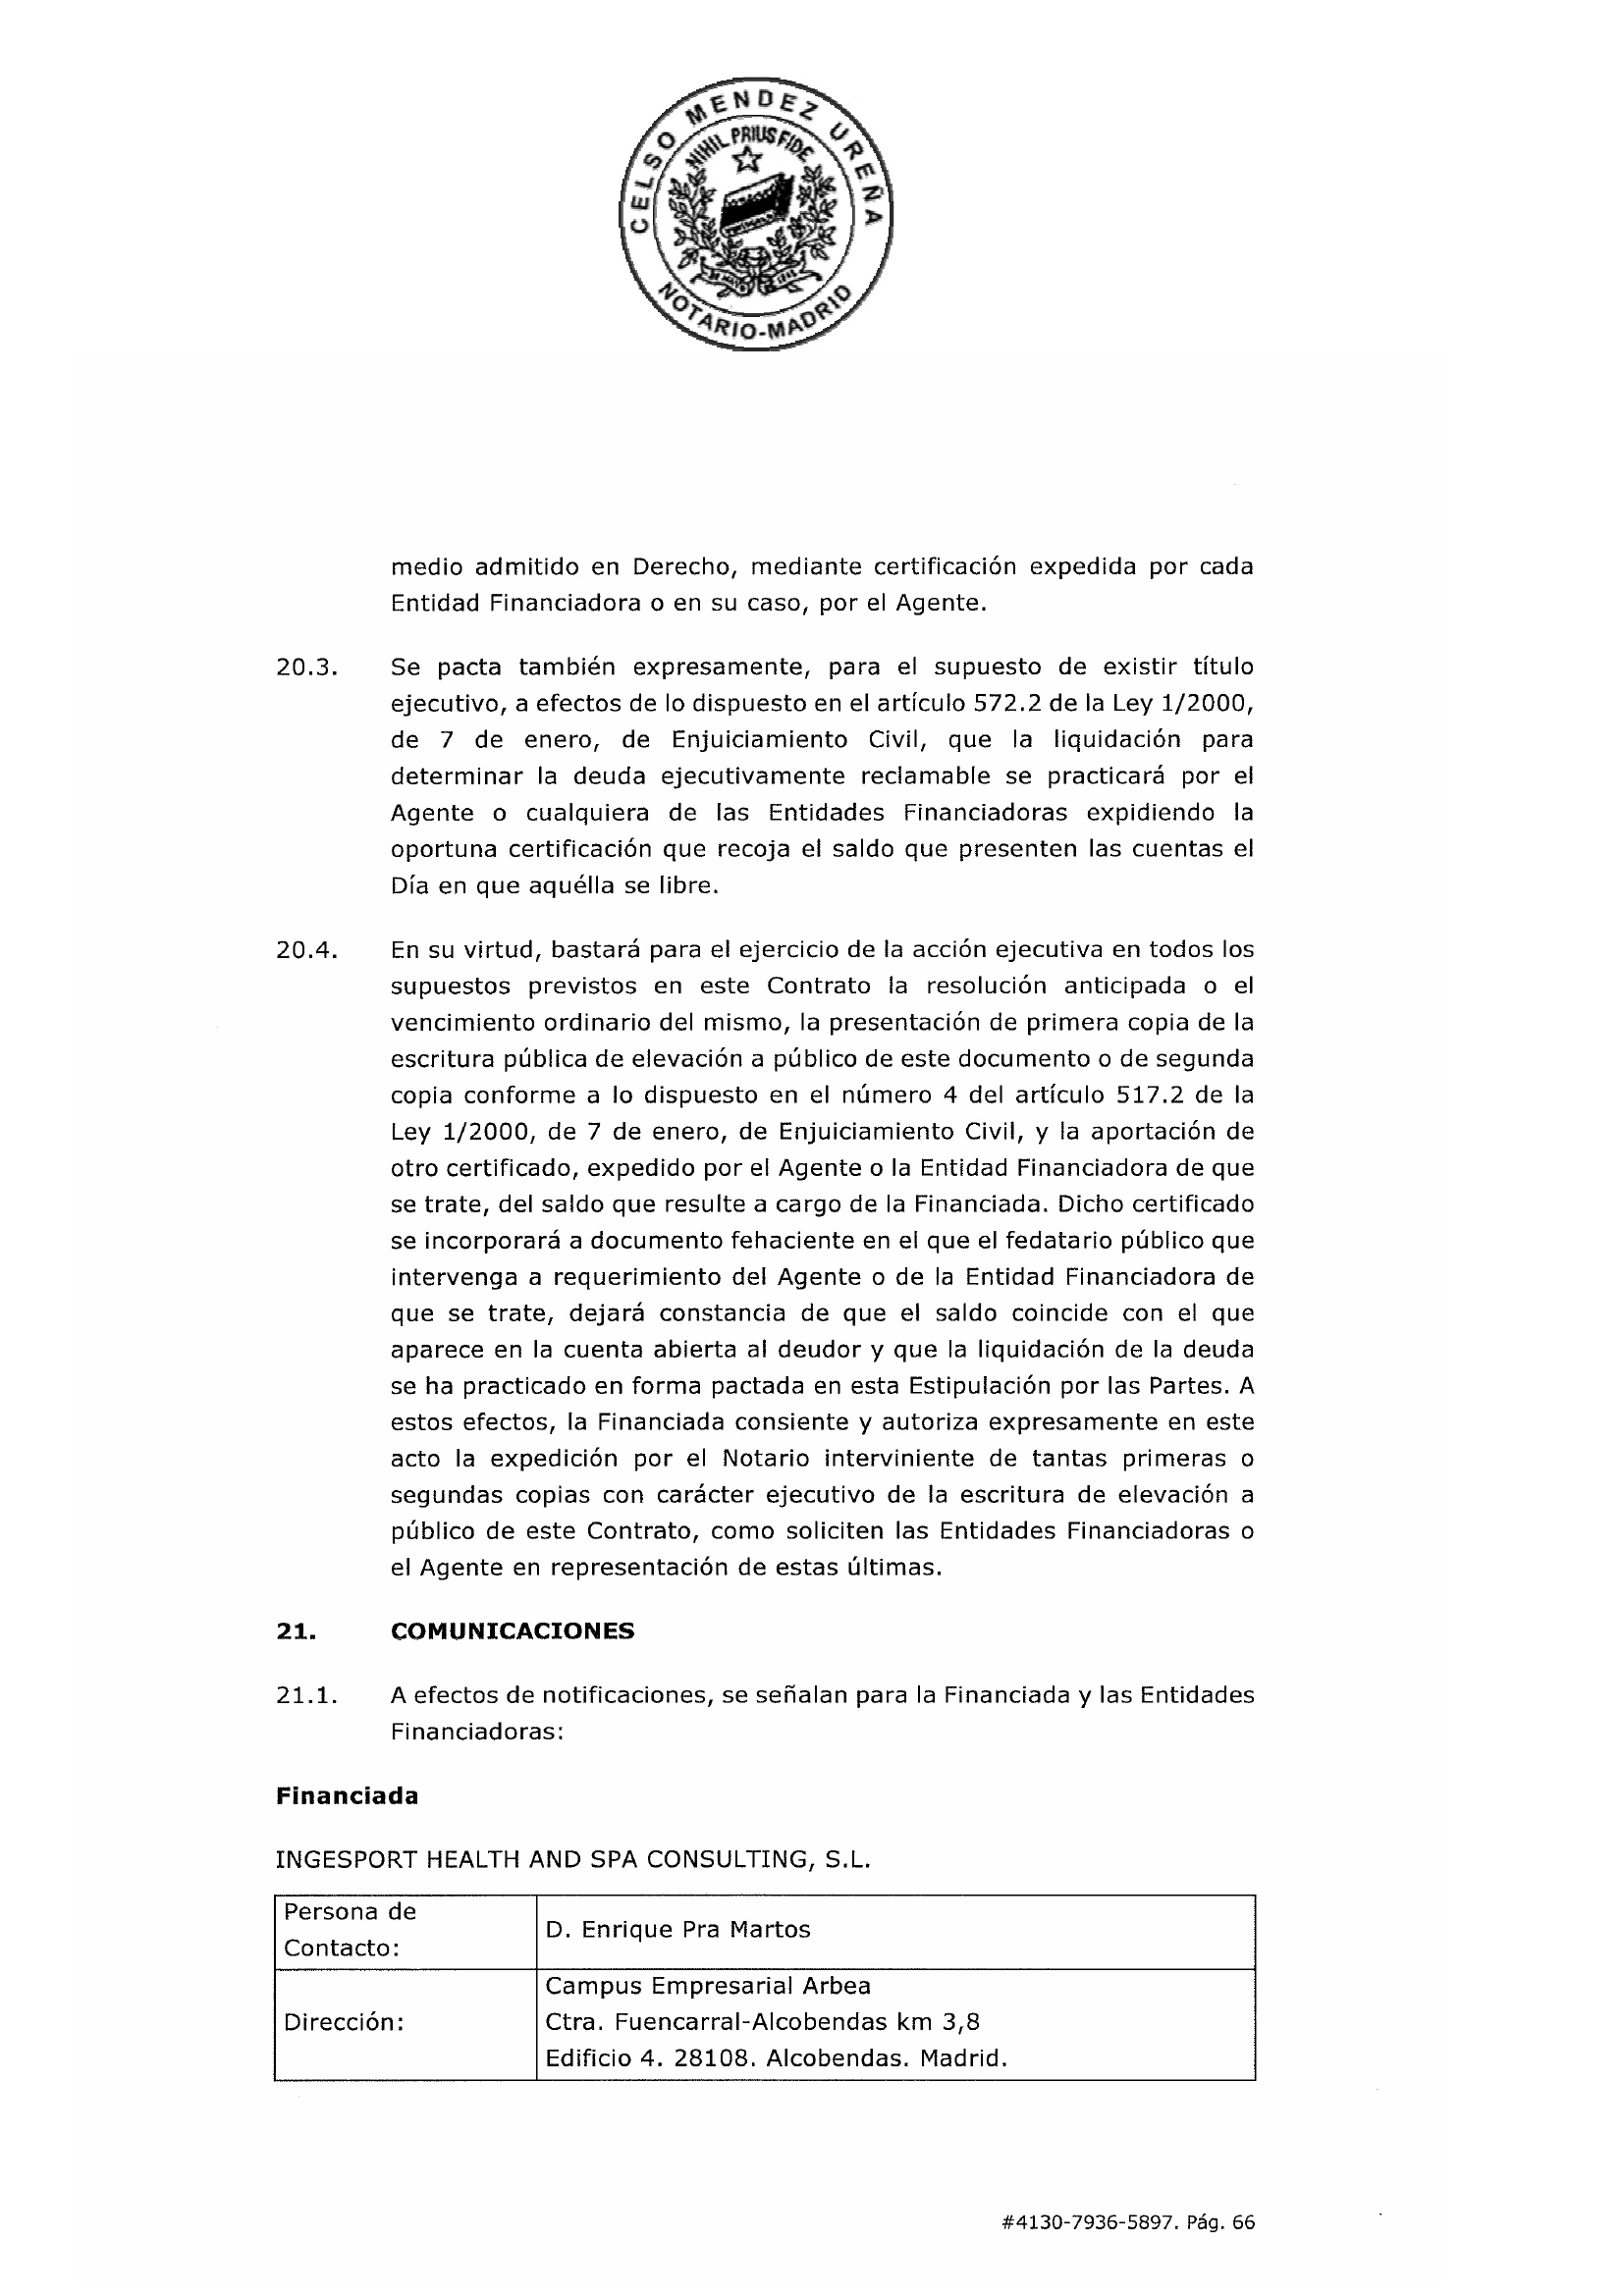 CELSO MENDEZ UREÑA
NIHIL PRIUS FIDE
NOTARIO-MADRID
medio admitido en Derecho, mediante certificación expedida por cada
Entidad Financiadora o en su caso, por el Agente.
20.3. Se pacta también expresamente, para el supuesto de existir título
ejecutivo, a efectos de lo dispuesto en el artículo 572.2 de la Ley 1/2000,
de 7 de enero, de Enjuiciamiento Civil, que la liquidación para
determinar la deuda ejecutivamente reclamable se practicará por el
Agente o cualquiera de las Entidades Financiadoras expidiendo la
oportuna certificación que recoja el saldo que presenten las cuentas el
Día en que aquélla se libre.
20.4. En su virtud, bastará para el ejercicio de la acción ejecutiva en todos los
supuestos previstos en este Contrato la resolución anticipada o el
vencimiento ordinario del mismo, la presentación de primera copia de la
escritura pública de elevación a público de este documento o de segunda
copia conforme a lo dispuesto en el número 4 del artículo 517.2 de la
Ley 1/2000, de 7 de enero, de Enjuiciamiento Civil, y la aportación de
otro certificado, expedido por el Agente o la Entidad Financiadora de que
se trate, del saldo que resulte a cargo de la Financiada. Dicho certificado
se incorporará a documento fehaciente en el que el fedatario público que
intervenga a requerimiento del Agente o de la Entidad Financiadora de
que se trate, dejará constancia de que el saldo coincide con el que
aparece en la cuenta abierta al deudor y que la liquidación de la deuda
se ha practicado en forma pactada en esta Estipulación por las Partes. A
estos efectos, la Financiada consiente y autoriza expresamente en este
acto la expedición por el Notario interviniente de tantas primeras o
segundas copias con carácter ejecutivo de la escritura de elevación a
público de este Contrato, como soliciten las Entidades Financiadoras o
el Agente en representación de estas últimas.
21. COMUNICACIONES
21.1. A efectos de notificaciones, se señalan para la Financiada y las Entidades
Financiadoras:
Financiada
INGESPORT HEALTH AND SPA CONSULTING, S.L.
Persona de
Contacto:
D. Enrique Pra Martos
Dirección:
Campus Empresarial Arbea
Ctra. Fuencarral-Alcobendas km 3,8
Edificio 4. 28108. Alcobendas. Madrid.
#4130-7936-5897. Pág. 66